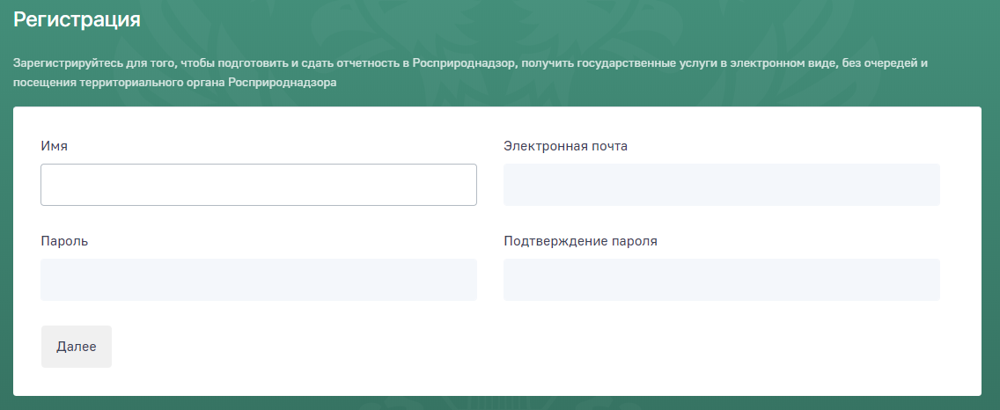 Регистрация
Зарегистрируйтесь для того, чтобы подготовить и сдать отчетность в Росприроднадзор, получить государственные услуги в электронном виде, без очередей и
посещения территориального органа Росприроднадзора
Имя
Электронная почта
Пароль
Подтверждение пароля
Далее